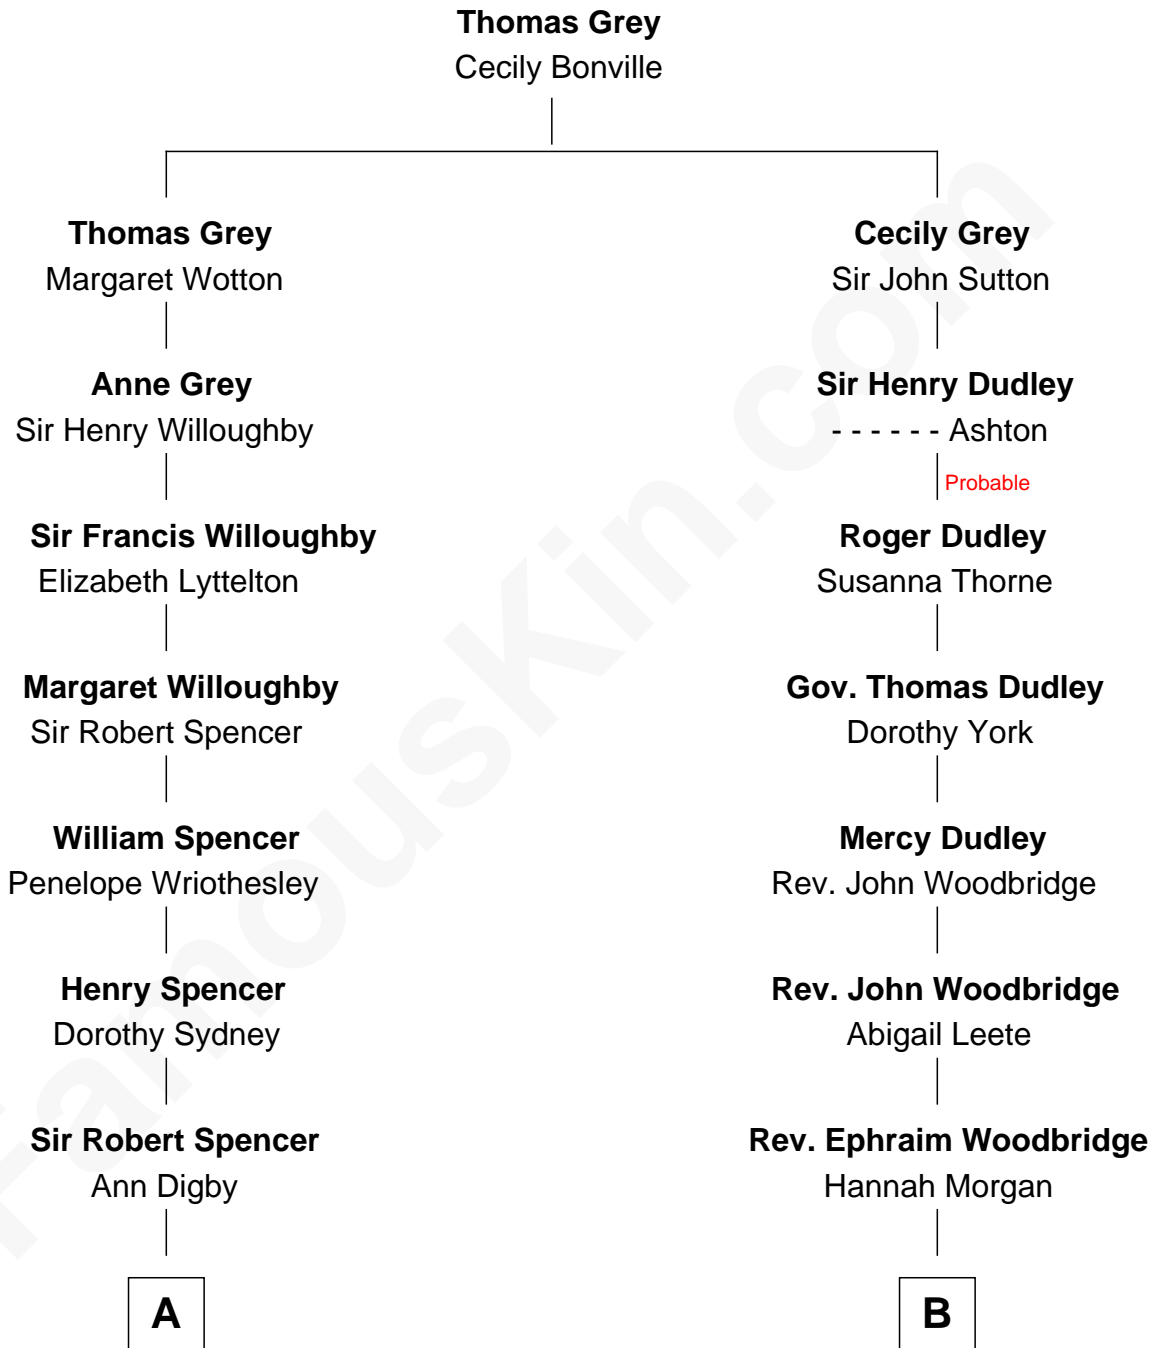 Thomas Grey
Cecily Bonville
Thomas Grey
Margaret Wotton
Cecily Grey
Sir John Sutton
Anne Grey
Sir Henry Willoughby
Sir Henry Dudley
- - - - - - Ashton
Probable
Sir Francis Willoughby
Elizabeth Lyttelton
Roger Dudley
Susanna Thorne
Margaret Willoughby
Sir Robert Spencer
Gov. Thomas Dudley
Dorothy York
William Spencer
Penelope Wriothesley
Mercy Dudley
Rev. John Woodbridge
Henry Spencer
Dorothy Sydney
Rev. John Woodbridge
Abigail Leete
Sir Robert Spencer
Ann Digby
Rev. Ephraim Woodbridge
Hannah Morgan
A
B
FamousKin.com